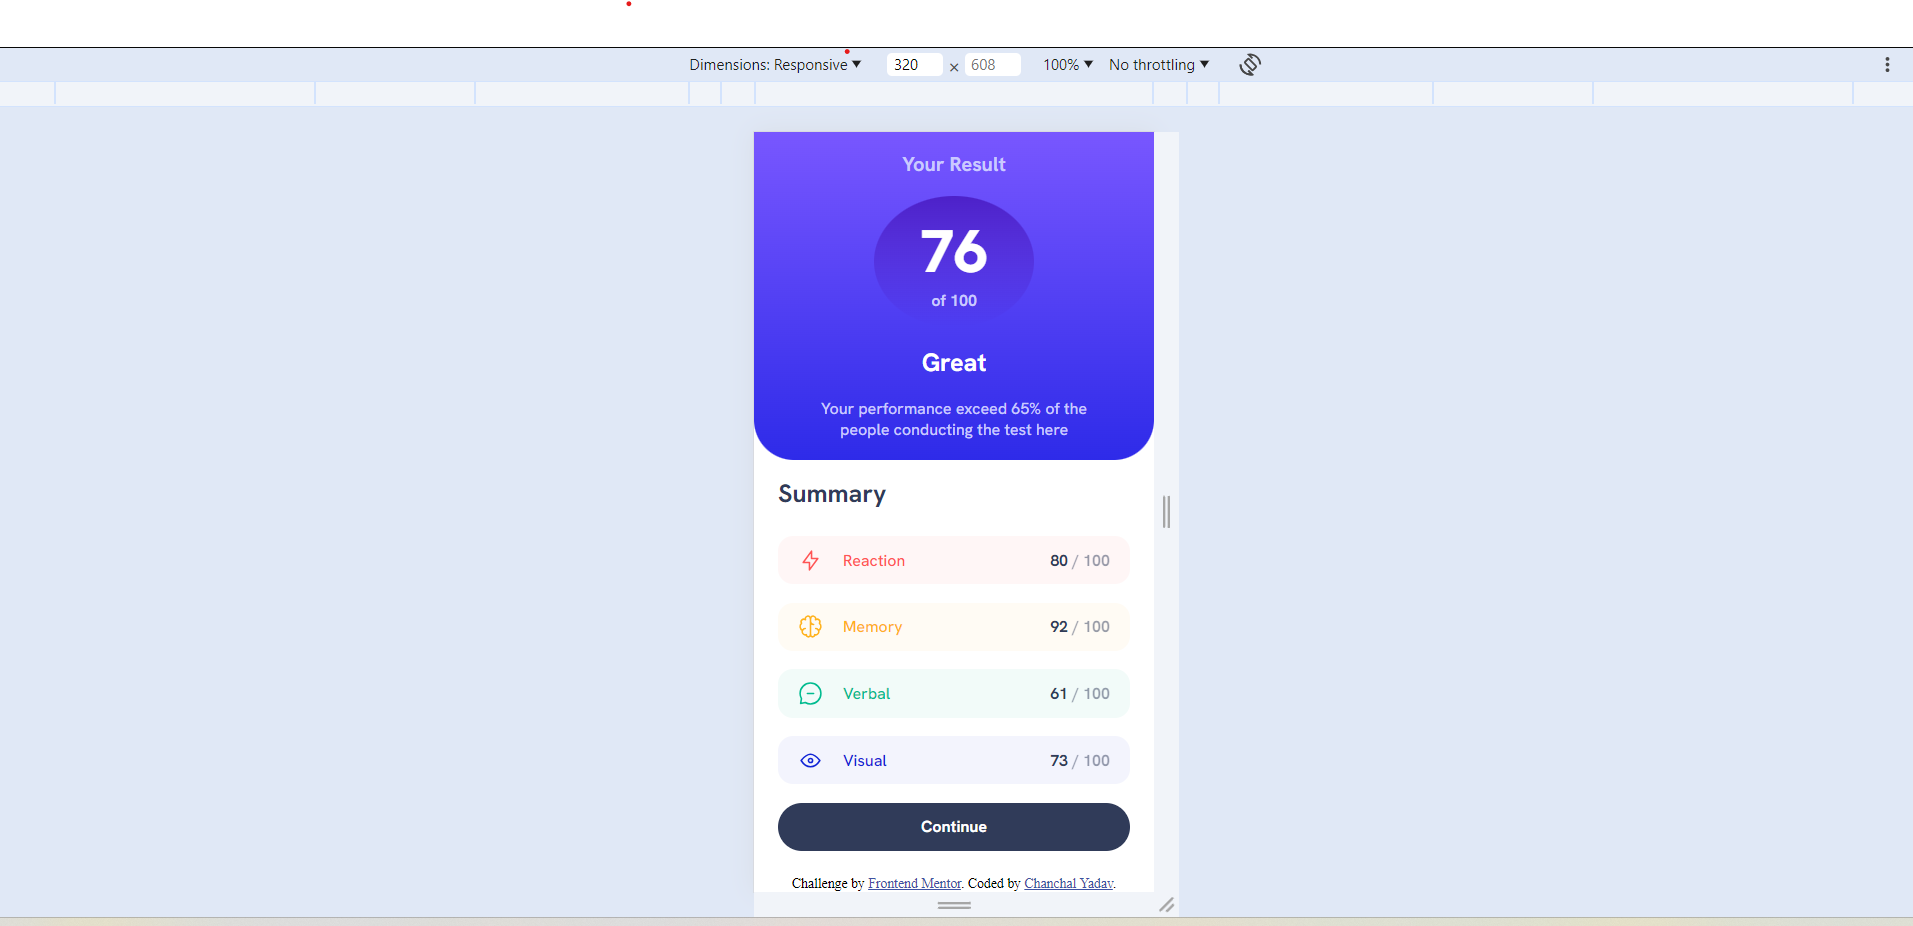 Dimensions: Responsive 320 × 608 100% No throttling
Your Result
76
of 100
Great
Your performance exceed 65% of the
people conducting the test here
Summary
Reaction 80 / 100
Memory 92 / 100
Verbal 61 / 100
Visual 73 / 100
Continue
Challenge by Frontend Mentor. Coded by Chanchal Yadav.